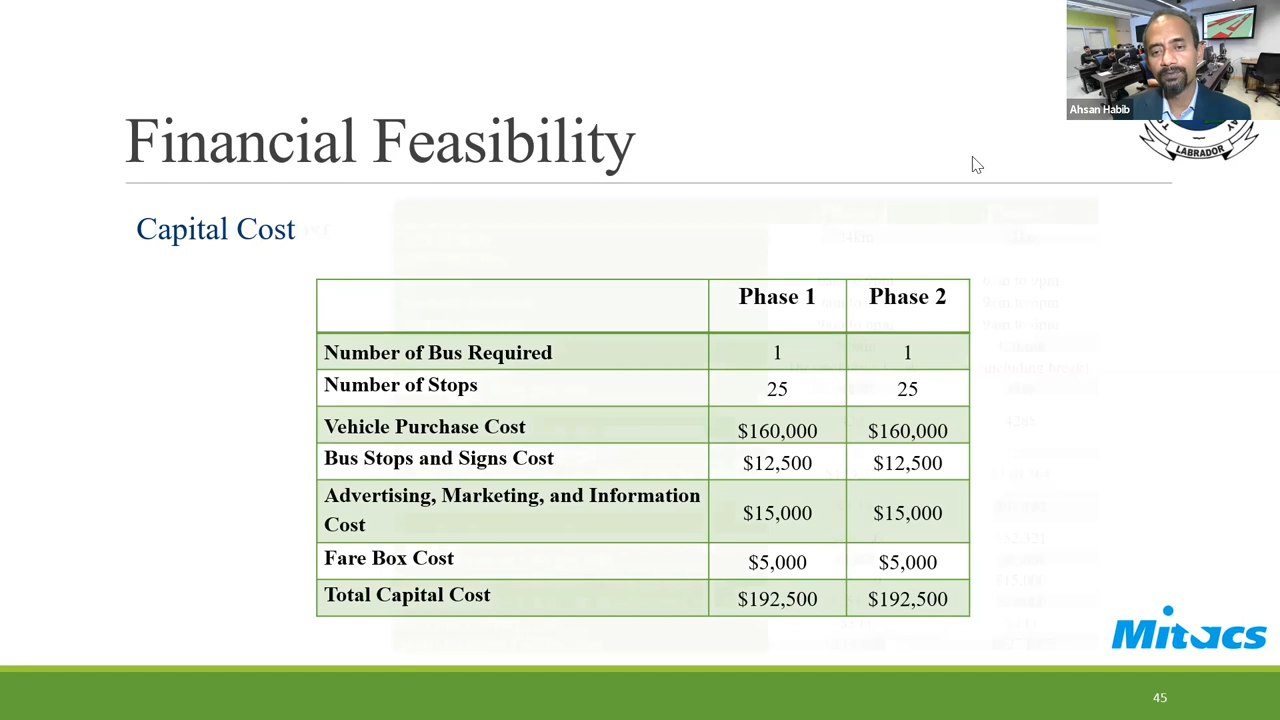 Ahsan Habib
LABRADOR
Financial Feasibility
Capital Cost
Phase 1 Phase 2
Number of Bus Required 1 1
Number of Stops 25 25
Vehicle Purchase Cost $160,000 $160,000
Bus Stops and Signs Cost $12,500 $12,500
Advertising, Marketing, and Information
Cost $15,000 $15,000
Fare Box Cost $5,000 $5,000
Total Capital Cost $192,500 $192,500
Mitacs
45